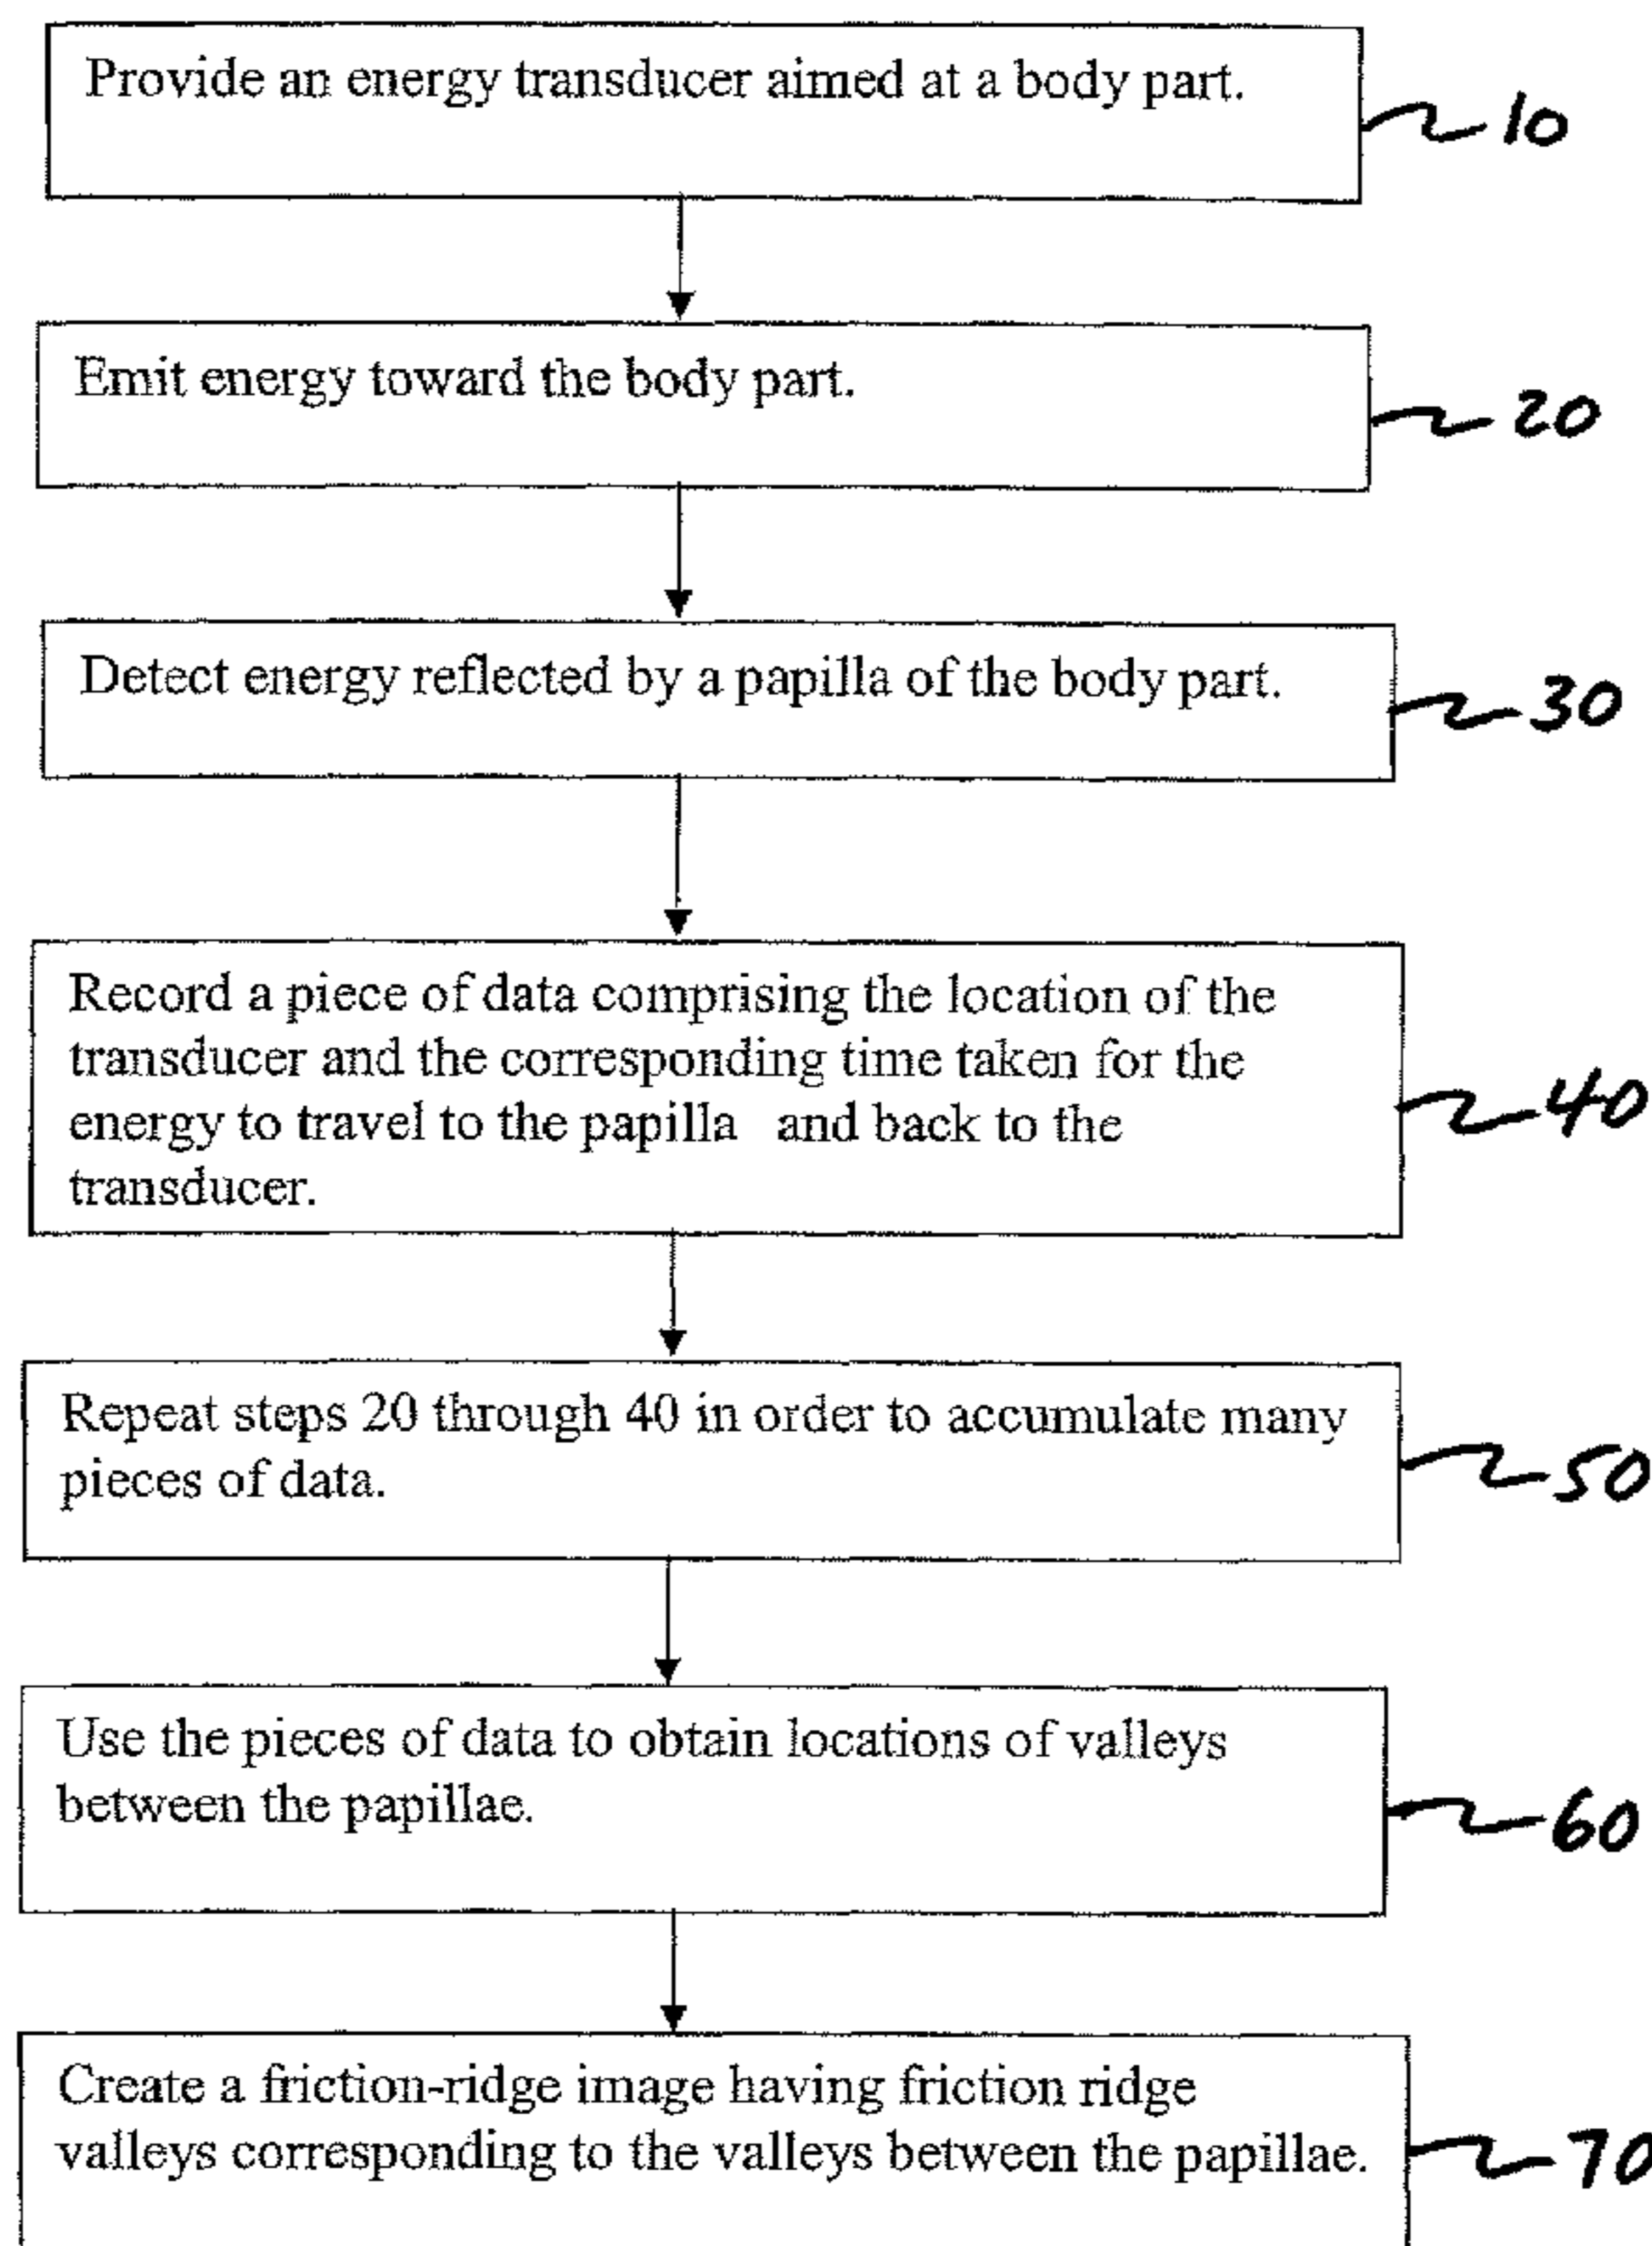 Provide an energy transducer aimed at a body part.
10
Emit energy toward the body part.
20
Detect energy reflected by a papilla of the body part.
30
Record a piece of data comprising the location of the
transducer and the corresponding time taken for the
energy to travel to the papilla and back to the
transducer.
40
Repeat steps 20 through 40 in order to accumulate many
pieces of data.
50
Use the pieces of data to obtain locations of valleys
between the papillae.
60
Create a friction-ridge image having friction ridge
valleys corresponding to the valleys between the papillae.
70